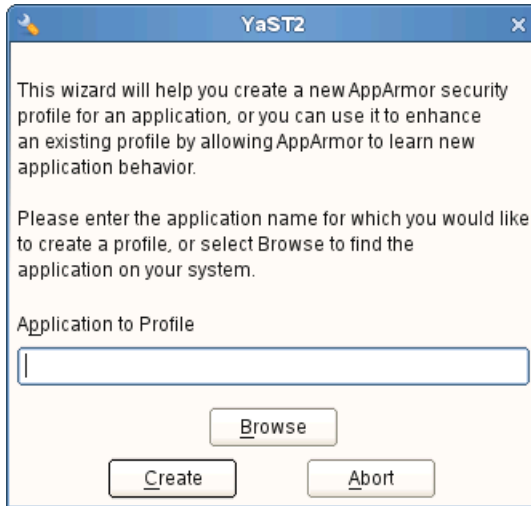 YaST2
This wizard will help you create a new AppArmor security
profile for an application, or you can use it to enhance
an existing profile by allowing AppArmor to learn new
application behavior.
Please enter the application name for which you would like
to create a profile, or select Browse to find the
application on your system.
Application to Profile
Browse
Create
Abort